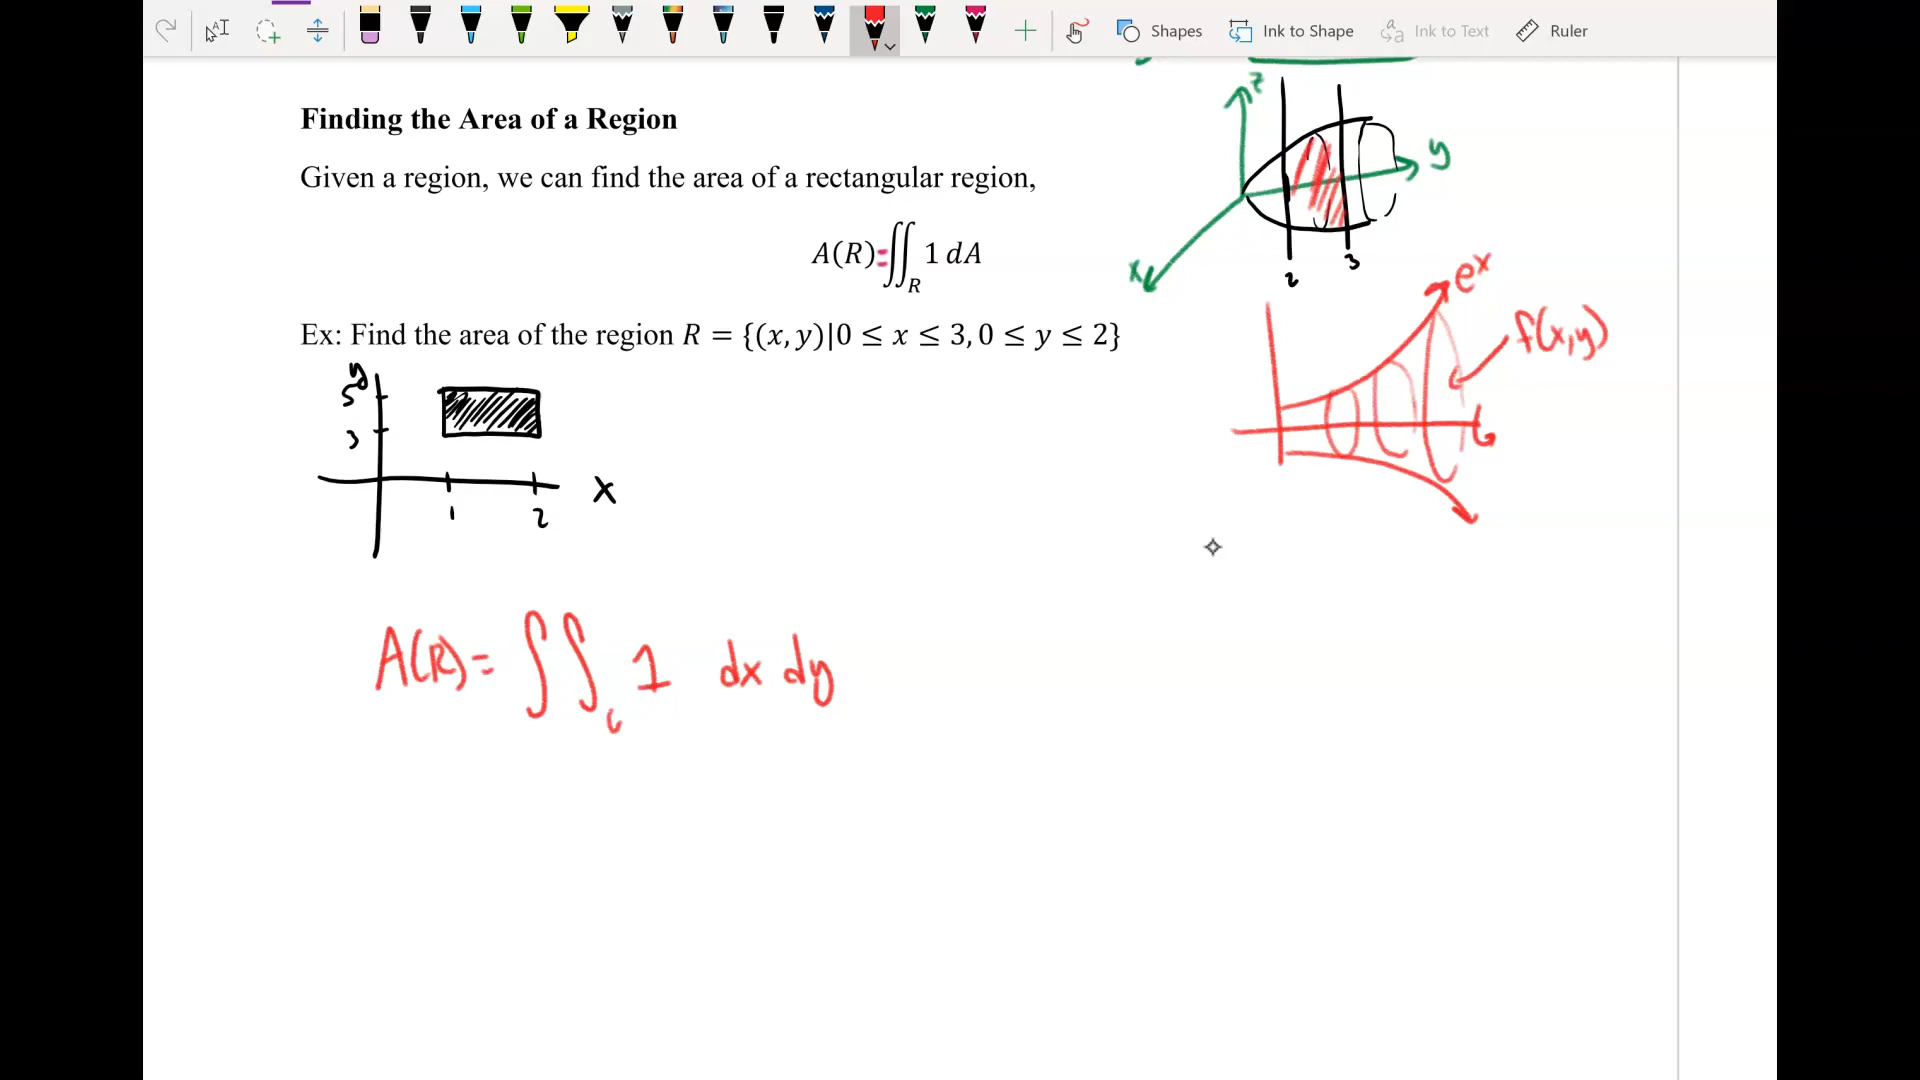 Shapes Ink to Shape Ink to Text Ruler
Finding the Area of a Region
Given a region, we can find the area of a rectangular region,
A(R)=∬_R 1 dA
Ex: Find the area of the region R = {(x, y)|0 ≤ x ≤ 3, 0 ≤ y ≤ 2}
z
y
x
2 3
e^x
f(x,y)
y
5
3
x
1 2
A(R)= ∫ ∫ 1 dx dy